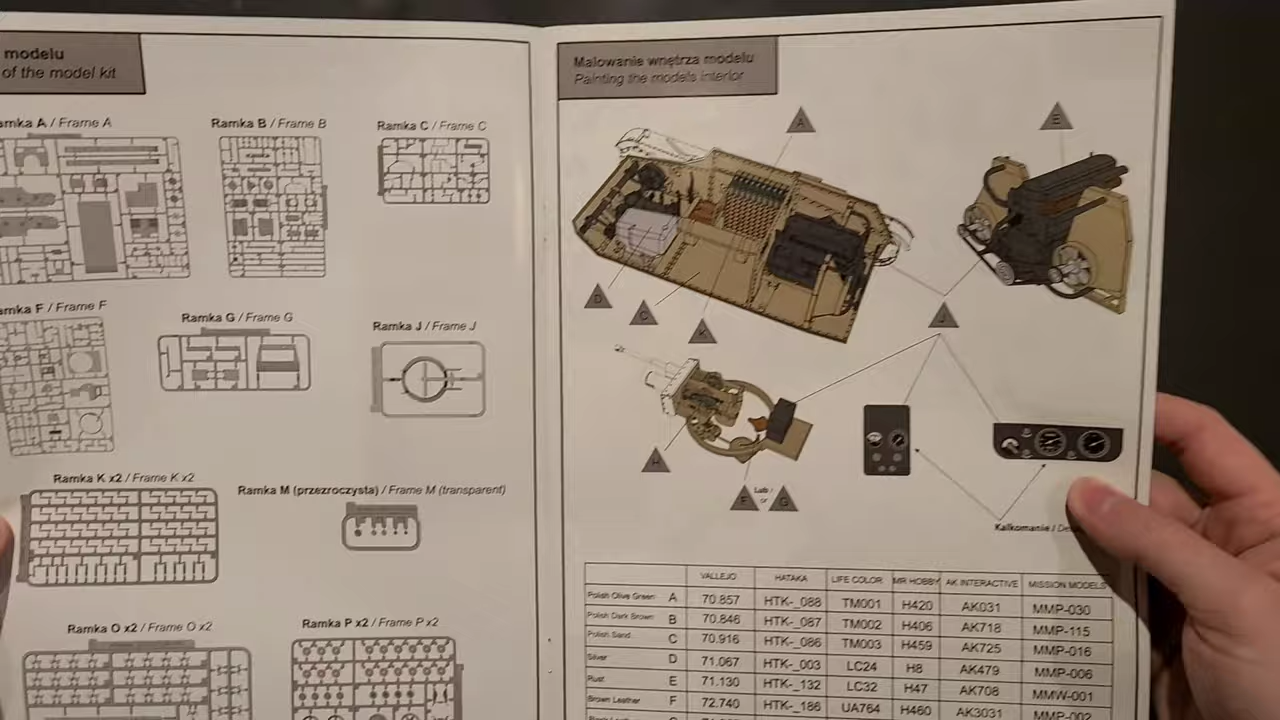 modelu
of the model kit
amka A / Frame A
Ramka B / Frame B
Ramka C / Frame C
amka F / Frame F
Ramka G / Frame G
Ramka J / Frame J
Ramka K x2 / Frame K x2
Ramka M (przezroczysta) / Frame M (transparent)
Ramka O x2 / Frame O x2
Ramka P x2 / Frame P x2
Malowanie wnętrza modelu
Painting the models interior
A
E
D
C
K
J
H
F
Lub /
or
G
Kalkomanie / De
VALLEJO HATAKA LIFE COLOR MR HOBBY AK INTERACTIVE MISSION MODELS
Polish Olive Green A 70.857 HTK-_088 TM001 H420 AK031 MMP-030
Polish Dark Brown B 70.846 HTK-_087 TM002 H406 AK718 MMP-115
Polish Sand C 70.916 HTK-_086 TM003 H459 AK725 MMP-016
Silver D 71.067 HTK-_003 LC24 H8 AK479 MMP-006
Rust E 71.130 HTK-_132 LC32 H47 AK708 MMW-001
Brown Leather F 72.740 HTK-_186 UA764 H460 AK3031 MMP-002